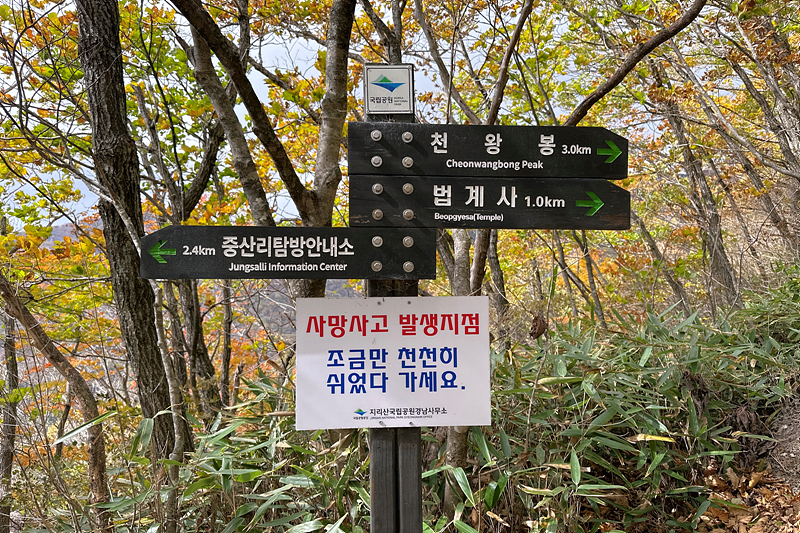 국립공원
천 왕 봉 3.0km
Cheonwangbong Peak
법 계 사 1.0km
Beopgyesa(Temple)
2.4km 중산리탐방안내소
Jungsalli Information Center
사망사고 발생지점
조금만 천천히
쉬었다 가세요.
지리산국립공원경남사무소